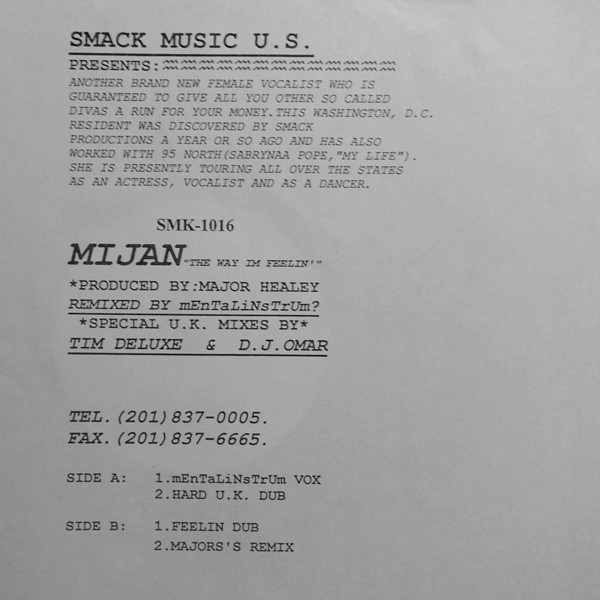 SMACK MUSIC U.S.
PRESENTS:
ANOTHER BRAND NEW FEMALE VOCALIST WHO IS
GUARANTEED TO GIVE ALL YOU OTHER SO CALLED
DIVAS A RUN FOR YOUR MONEY.THIS WASHINGTON, D.C.
RESIDENT WAS DISCOVERED BY SMACK
PRODUCTIONS A YEAR OR SO AGO AND HAS ALSO
WORKED WITH 95 NORTH(SABRYNAA POPE,"MY LIFE").
SHE IS PRESENTLY TOURING ALL OVER THE STATES
AS AN ACTRESS, VOCALIST AND AS A DANCER.
SMK-1016
MIJAN"THE WAY IM FEELIN'"
*PRODUCED BY:MAJOR HEALEY
REMIXED BY mEnTaLiNsTrUm?
*SPECIAL U.K. MIXES BY*
TIM DELUXE & D.J.OMAR
TEL.(201)837-0005.
FAX.(201)837-6665.
SIDE A: 1.mEnTaLiNsTrUm VOX
2.HARD U.K. DUB
SIDE B: 1.FEELIN DUB
2.MAJORS'S REMIX